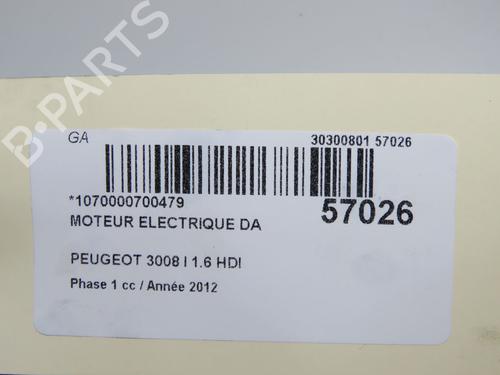 B-PARTS
GA
30300801 57026
*1070000700479
57026
MOTEUR ELECTRIQUE DA
PEUGEOT 3008 I 1.6 HDI
Phase 1 cc / Année 2012